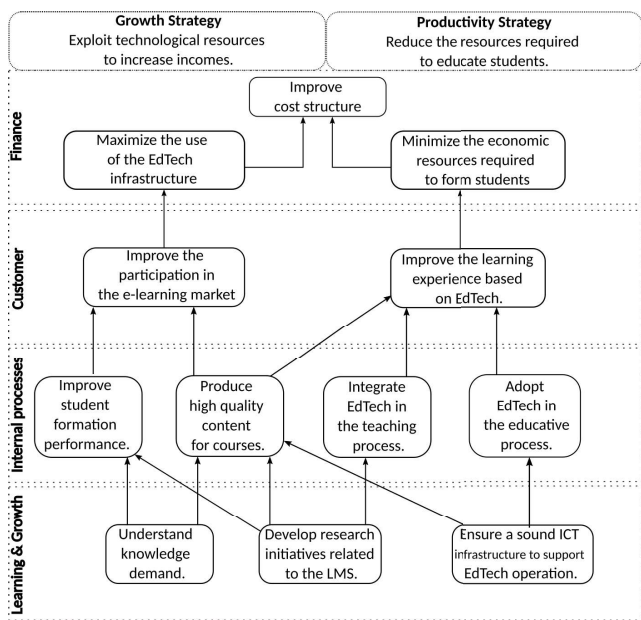 Growth Strategy
Exploit technological resources
to increase incomes.
Productivity Strategy
Reduce the resources required
to educate students.
Finance
Improve
cost structure
Maximize the use
of the EdTech
infrastructure
Minimize the economic
resources required
to form students
Customer
Improve the
participation in
the e-learning market
Improve the learning
experience based
on EdTech.
Internal processes
Improve
student
formation
performance.
Produce
high quality
content
for courses.
Integrate
EdTech in
the teaching
process.
Adopt
EdTech in
the educative
process.
Learning & Growth
Understand
knowledge
demand.
Develop research
initiatives related
to the LMS.
Ensure a sound ICT
infrastructure to support
EdTech operation.